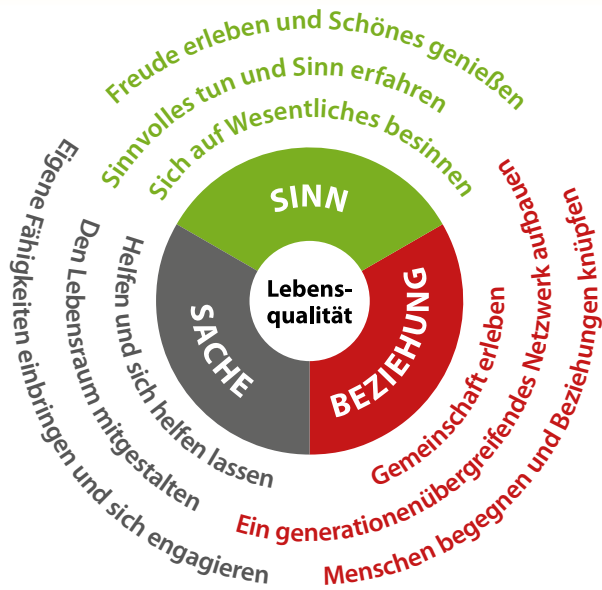 Freude erleben und Schönes genießen
Sinnvolles tun und Sinn erfahren
Sich auf Wesentliches besinnen
SINN
Lebens-
qualität
SACHE
BEZIEHUNG
Helfen und sich helfen lassen
Den Lebensraum mitgestalten
Eigene Fähigkeiten einbringen und sich engagieren
Gemeinschaft erleben
Ein generationenübergreifendes Netzwerk aufbauen
Menschen begegnen und Beziehungen knüpfen